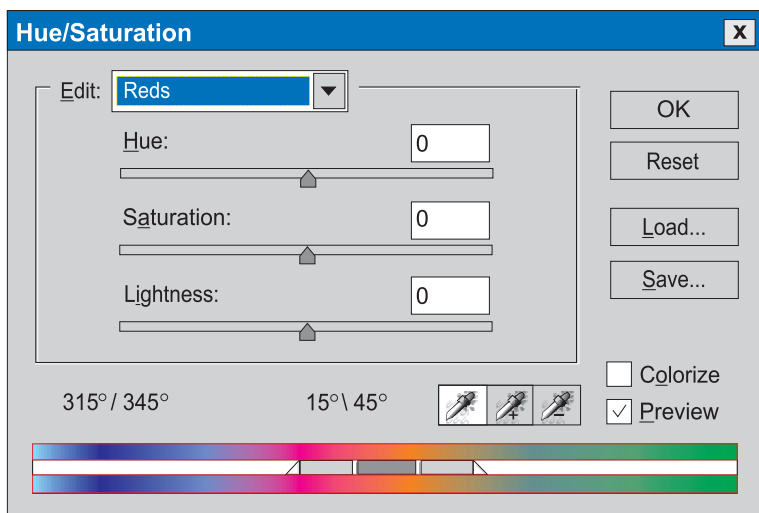 Hue/Saturation
X
Edit: Reds
OK
Hue: 0
Reset
Saturation: 0
Load...
Lightness: 0
Save...
Colorize
315°/ 345°
15°\ 45°
Preview